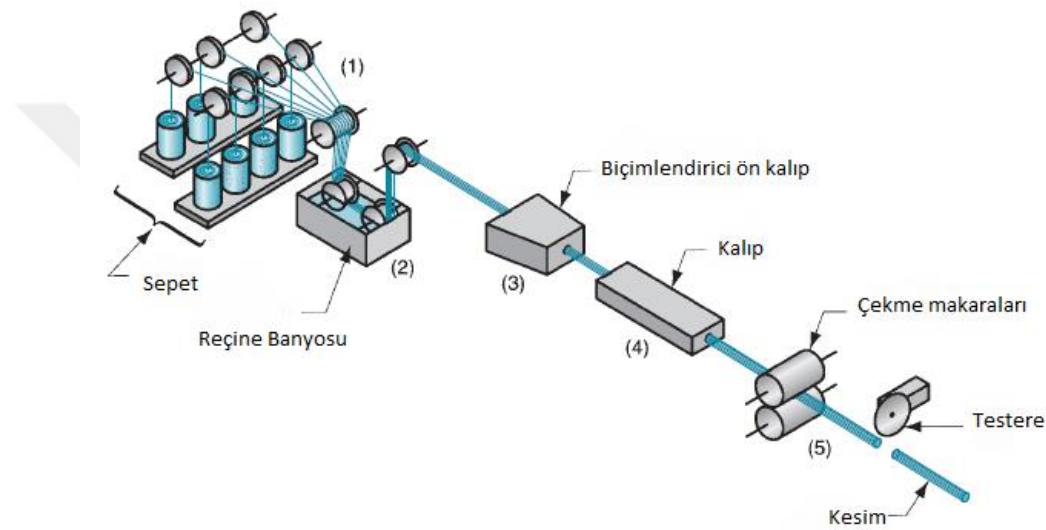 (1)
Biçimlendirici ön kalıp
Kalıp
Sepet
(2)
(3)
Çekme makaraları
Reçine Banyosu
(4)
Testere
(5)
Kesim